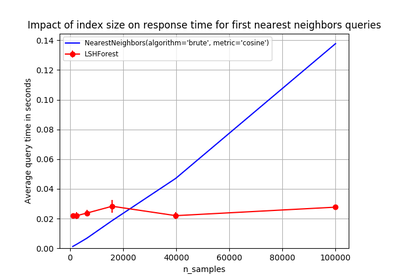 Impact of index size on response time for first nearest neighbors queries
NearestNeighbors(algorithm='brute', metric='cosine')
LSHForest
Average query time in seconds
0.14
0.12
0.10
0.08
0.06
0.04
0.02
0.00
0
20000
40000
60000
80000
100000
n_samples